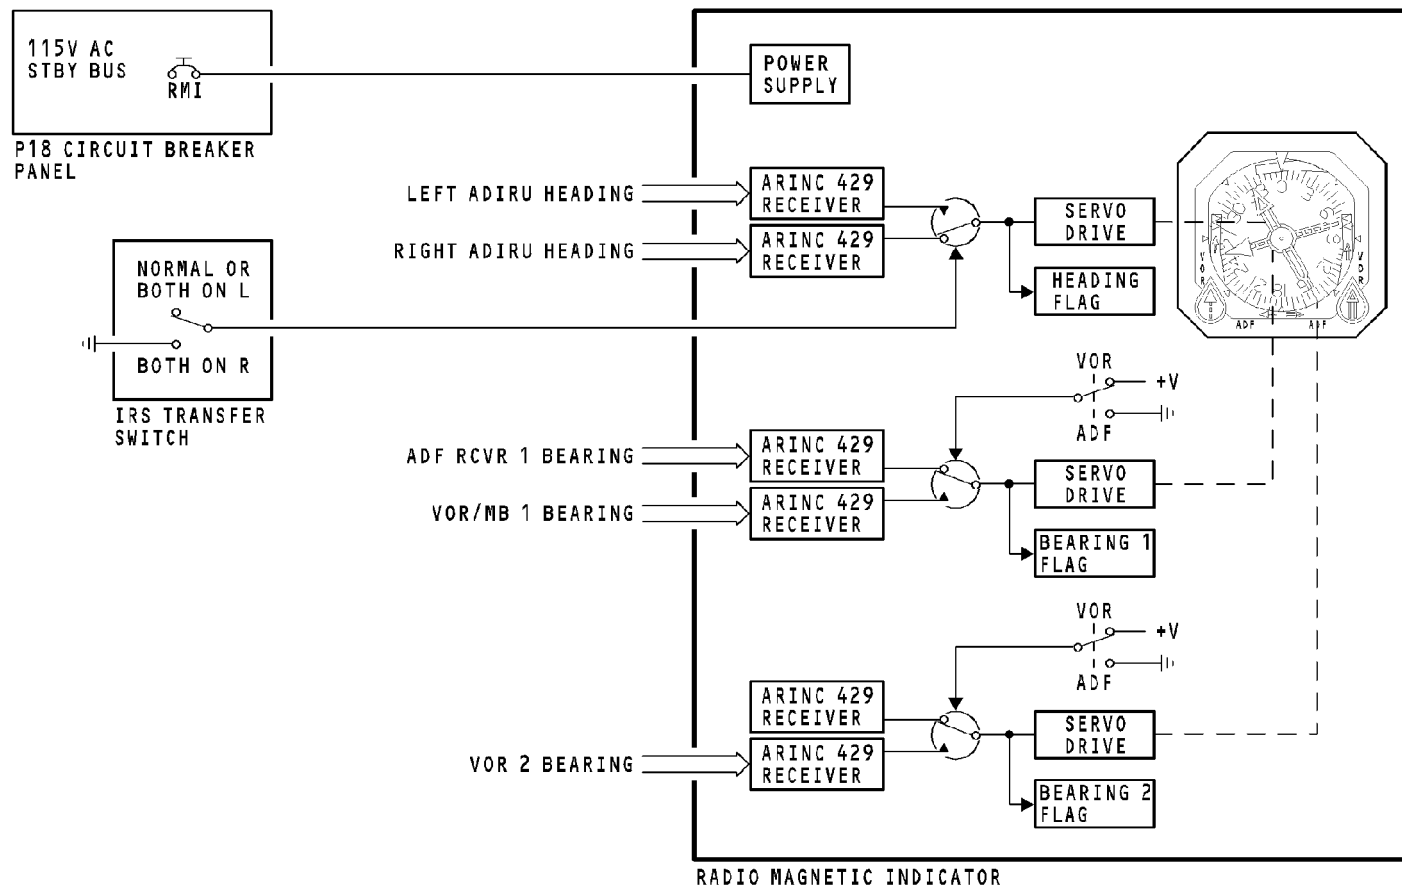 115V AC
STBY BUS
RMI
P18 CIRCUIT BREAKER
PANEL
POWER
SUPPLY
LEFT ADIRU HEADING
ARINC 429
RECEIVER
RIGHT ADIRU HEADING
ARINC 429
RECEIVER
SERVO
DRIVE
HEADING
FLAG
VOR
VOR
ADF
ADF
NORMAL OR
BOTH ON L
BOTH ON R
IRS TRANSFER
SWITCH
VOR
+V
ADF
ADF RCVR 1 BEARING
ARINC 429
RECEIVER
VOR/MB 1 BEARING
ARINC 429
RECEIVER
SERVO
DRIVE
BEARING 1
FLAG
VOR
+V
ADF
ARINC 429
RECEIVER
VOR 2 BEARING
ARINC 429
RECEIVER
SERVO
DRIVE
BEARING 2
FLAG
RADIO MAGNETIC INDICATOR